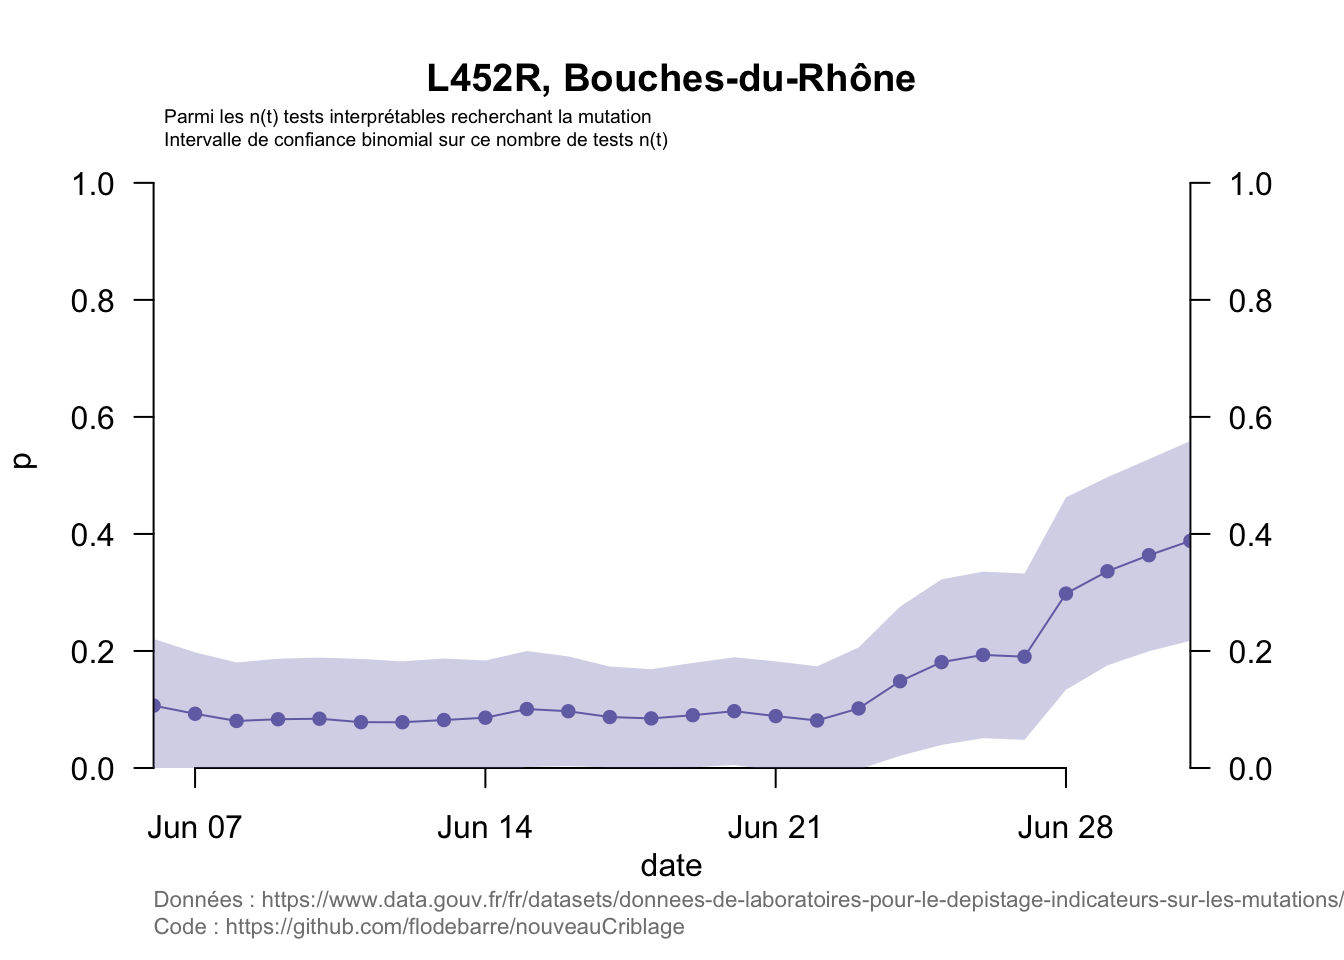 L452R, Bouches-du-Rhône
Parmi les n(t) tests interprétables recherchant la mutation
Intervalle de confiance binomial sur ce nombre de tests n(t)
1.0 1.0
0.8 0.8
0.6 0.6
p
0.4 0.4
0.2 0.2
0.0 0.0
Jun 07 Jun 14 Jun 21 Jun 28
date
Données : https://www.data.gouv.fr/fr/datasets/donnees-de-laboratoires-pour-le-depistage-indicateurs-sur-les-mutations/
Code : https://github.com/flodebarre/nouveauCriblage